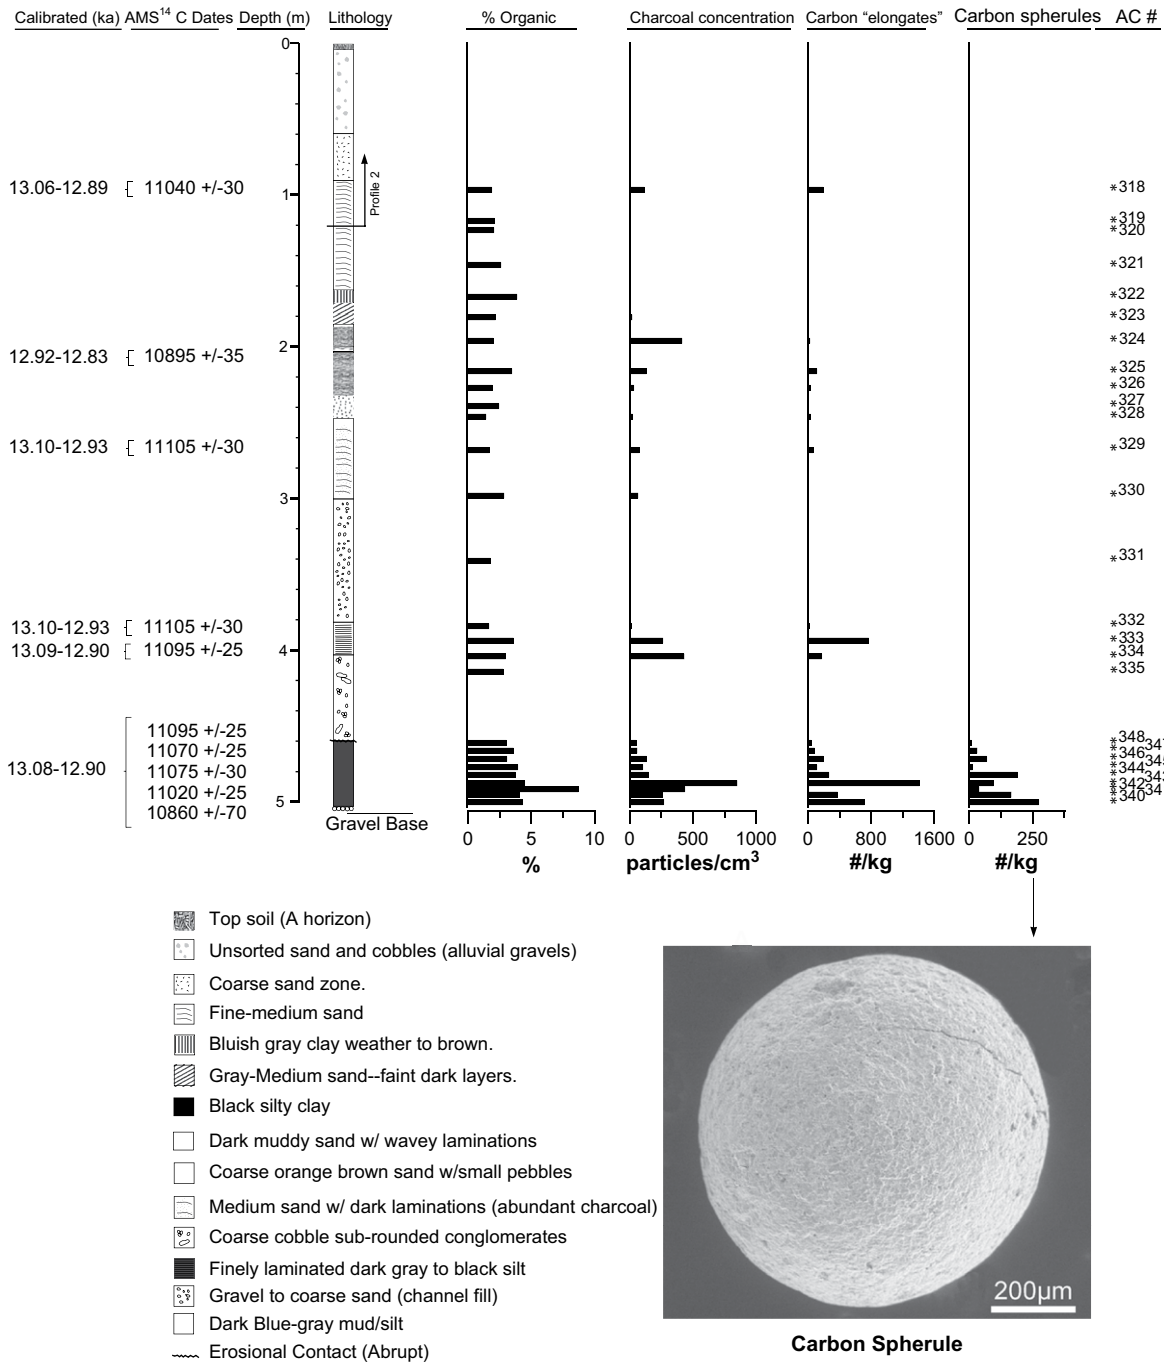 Calibrated (ka) AMS14 C Dates Depth (m) Lithology % Organic Charcoal concentration Carbon "elongates" Carbon spherules AC #
0
13.06-12.89 11040 +/-30 1 *318
Profile 2
*319
*320
*321
*322
*323
*324
12.92-12.83 10895 +/-35 2
*325
*326
*327
*328
13.10-12.93 11105 +/-30 *329
3 *330
*331
13.10-12.93 11105 +/-30 *332
*333
13.09-12.90 11095 +/-25 4 *334
*335
11095 +/-25 *348
11070 +/-25 *346
13.08-12.90 11075 +/-30 *344
11020 +/-25 *342
10860 +/-70 5 *340
Gravel Base
0 5 10 0 500 1000 0 800 1600 0 250
% particles/cm3 #/kg #/kg
Top soil (A horizon)
Unsorted sand and cobbles (alluvial gravels)
Coarse sand zone.
Fine-medium sand
Bluish gray clay weather to brown.
Gray-Medium sand--faint dark layers.
Black silty clay
Dark muddy sand w/ wavey laminations
Coarse orange brown sand w/small pebbles
Medium sand w/ dark laminations (abundant charcoal)
Coarse cobble sub-rounded conglomerates
Finely laminated dark gray to black silt
Gravel to coarse sand (channel fill)
Dark Blue-gray mud/silt
Erosional Contact (Abrupt)
200µm
Carbon Spherule